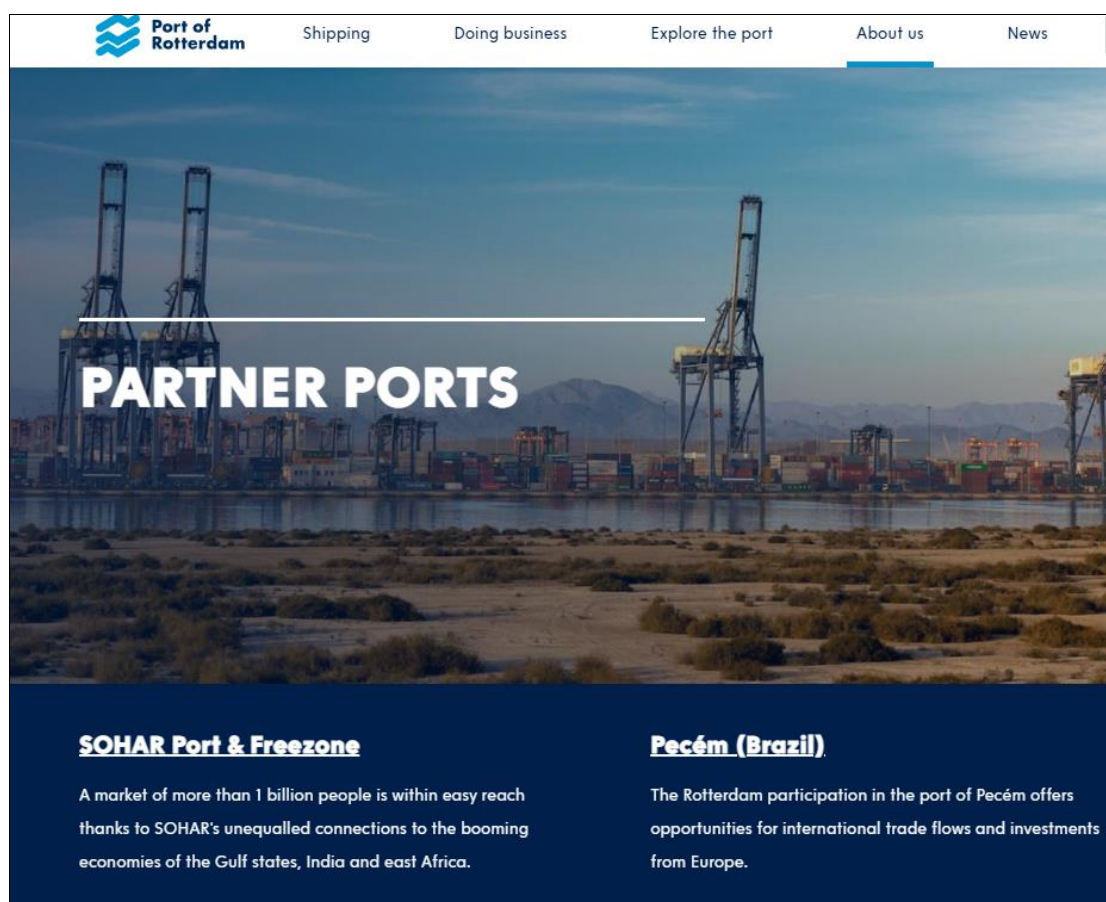 Port of
Rotterdam
Shipping
Doing business
Explore the port
About us
News
PARTNER PORTS
SOHAR Port & Freezone
A market of more than 1 billion people is within easy reach
thanks to SOHAR's unequalled connections to the booming
economies of the Gulf states, India and east Africa.
Pecém (Brazil)
The Rotterdam participation in the port of Pecém offers
opportunities for international trade flows and investments
from Europe.